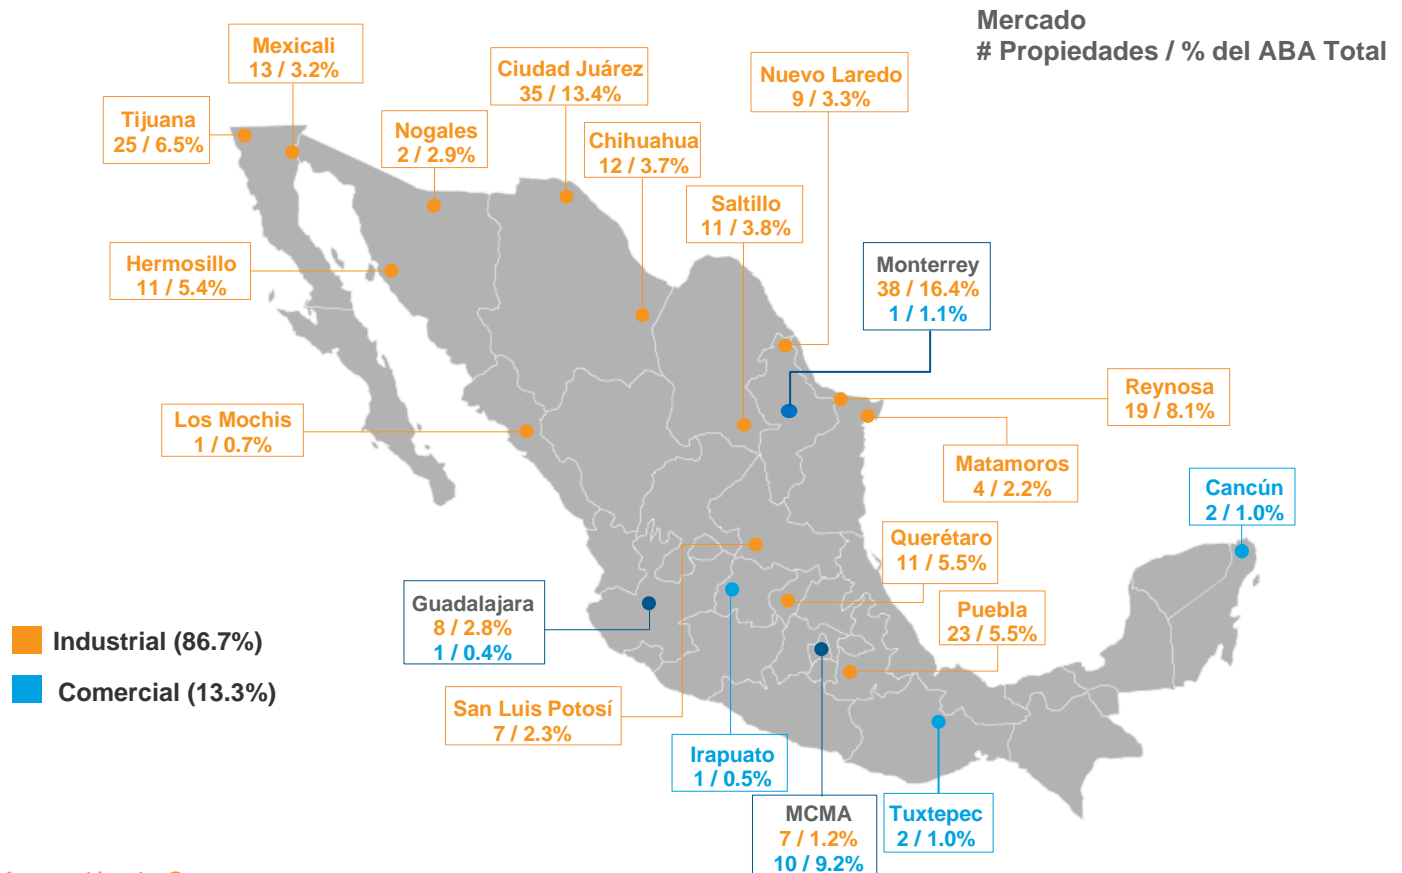 Mercado
# Propiedades / % del ABA Total
Mexicali
13 / 3.2%
Ciudad Juárez
35 / 13.4%
Nuevo Laredo
9 / 3.3%
Tijuana
25 / 6.5%
Nogales
2 / 2.9%
Chihuahua
12 / 3.7%
Saltillo
11 / 3.8%
Hermosillo
11 / 5.4%
Monterrey
38 / 16.4%
1 / 1.1%
Reynosa
19 / 8.1%
Los Mochis
1 / 0.7%
Matamoros
4 / 2.2%
Cancún
2 / 1.0%
Querétaro
11 / 5.5%
Guadalajara
8 / 2.8%
1 / 0.4%
Puebla
23 / 5.5%
Industrial (86.7%)
Comercial (13.3%)
San Luis Potosí
7 / 2.3%
Irapuato
1 / 0.5%
MCMA
7 / 1.2%
10 / 9.2%
Tuxtepec
2 / 1.0%